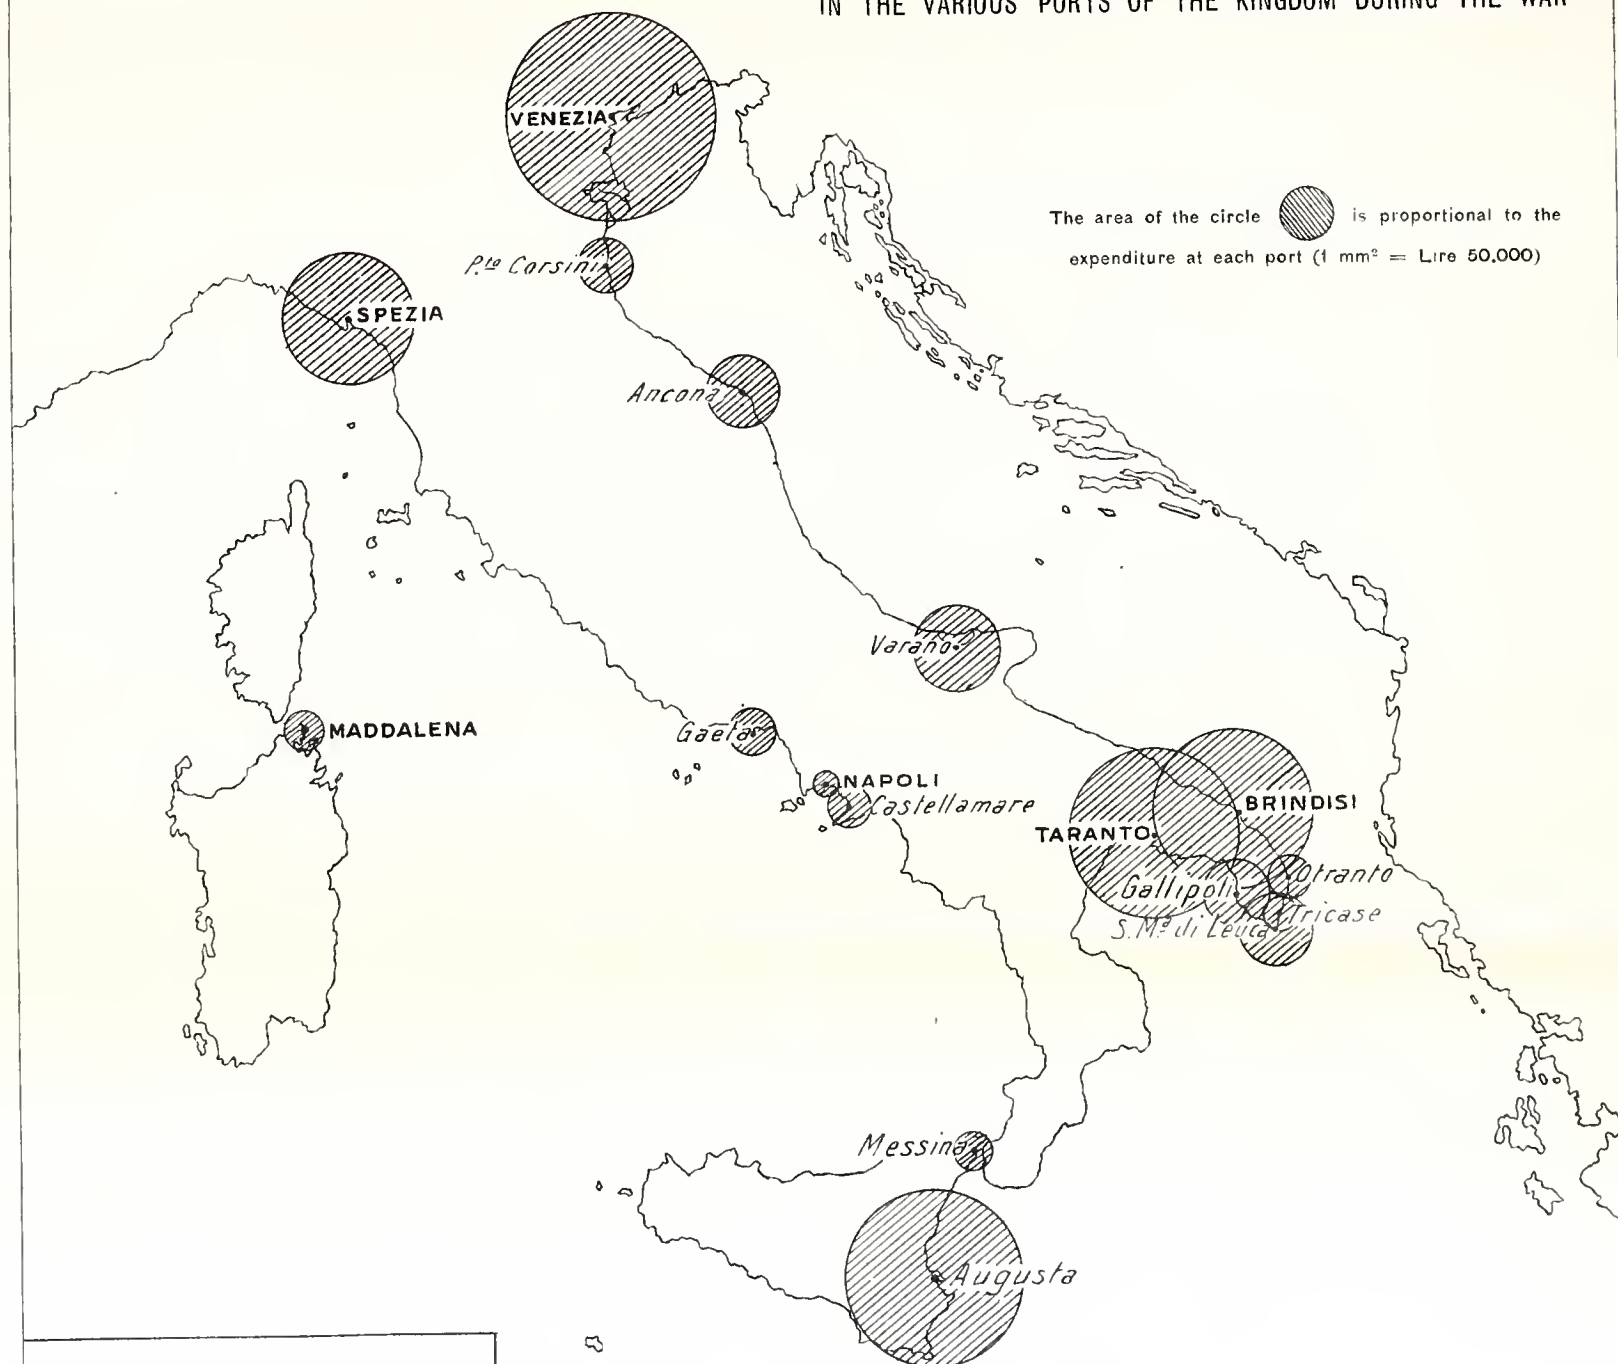 IN THE VARIOUS PORTS OF THE KINGDOM DURING THE WAR
VENEZIA
The area of the circle is proportional to the
expenditure at each port (1 mm² = Lire 50.000)
P.ta Corsini
SPEZIA
Ancona
Varano
MADDALENA
Gaeta
NAPOLI
Castellamare
BRINDISI
TARANTO
Otranto
Gallipoli
Tricase
S. Mª di Leuca
Messina
Augusta